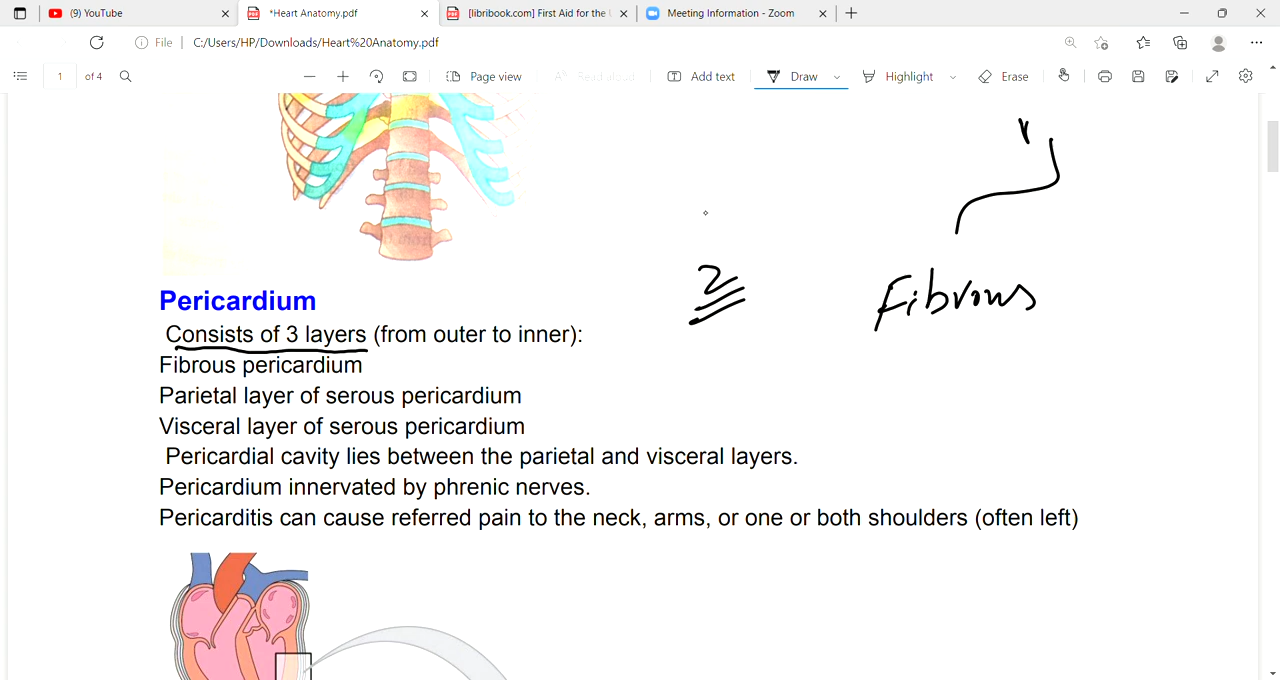 (9) YouTube
*Heart Anatomy.pdf
[libribook.com] First Aid for the
Meeting Information - Zoom
File C:/Users/HP/Downloads/Heart%20Anatomy.pdf
1 of 4
Page view
Read aloud
Add text
Draw
Highlight
Erase
2
Fibrous
Pericardium
Consists of 3 layers (from outer to inner):
Fibrous pericardium
Parietal layer of serous pericardium
Visceral layer of serous pericardium
Pericardial cavity lies between the parietal and visceral layers.
Pericardium innervated by phrenic nerves.
Pericarditis can cause referred pain to the neck, arms, or one or both shoulders (often left)